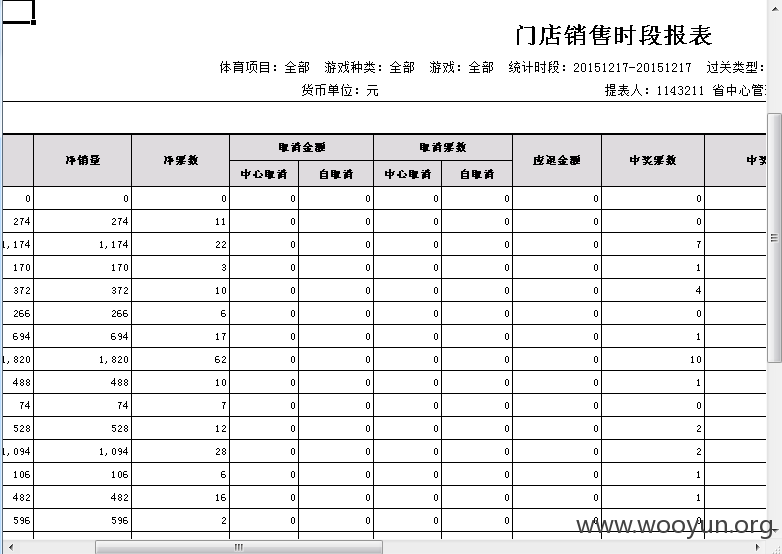 门店销售时段报表
体育项目：全部 游戏种类：全部 游戏：全部 统计时段：20151217-20151217 过关类型：
货币单位：元 提表人：1143211 省中心管
净销量 净票数 取消金额 取消票数 应退金额 中奖票数 中奖
中心取消 自取消 中心取消 自取消
0 0 0 0 0 0 0 0 0
274 274 11 0 0 0 0 0 0
1,174 1,174 22 0 0 0 0 0 7
170 170 3 0 0 0 0 0 1
372 372 10 0 0 0 0 0 4
266 266 6 0 0 0 0 0 0
694 694 17 0 0 0 0 0 1
1,820 1,820 62 0 0 0 0 0 10
488 488 10 0 0 0 0 0 1
74 74 7 0 0 0 0 0 0
528 528 12 0 0 0 0 0 2
1,094 1,094 28 0 0 0 0 0 2
106 106 6 0 0 0 0 0 1
482 482 16 0 0 0 0 0 1
596 596 2 0 0 0 0 0 0
www.wooyun.org